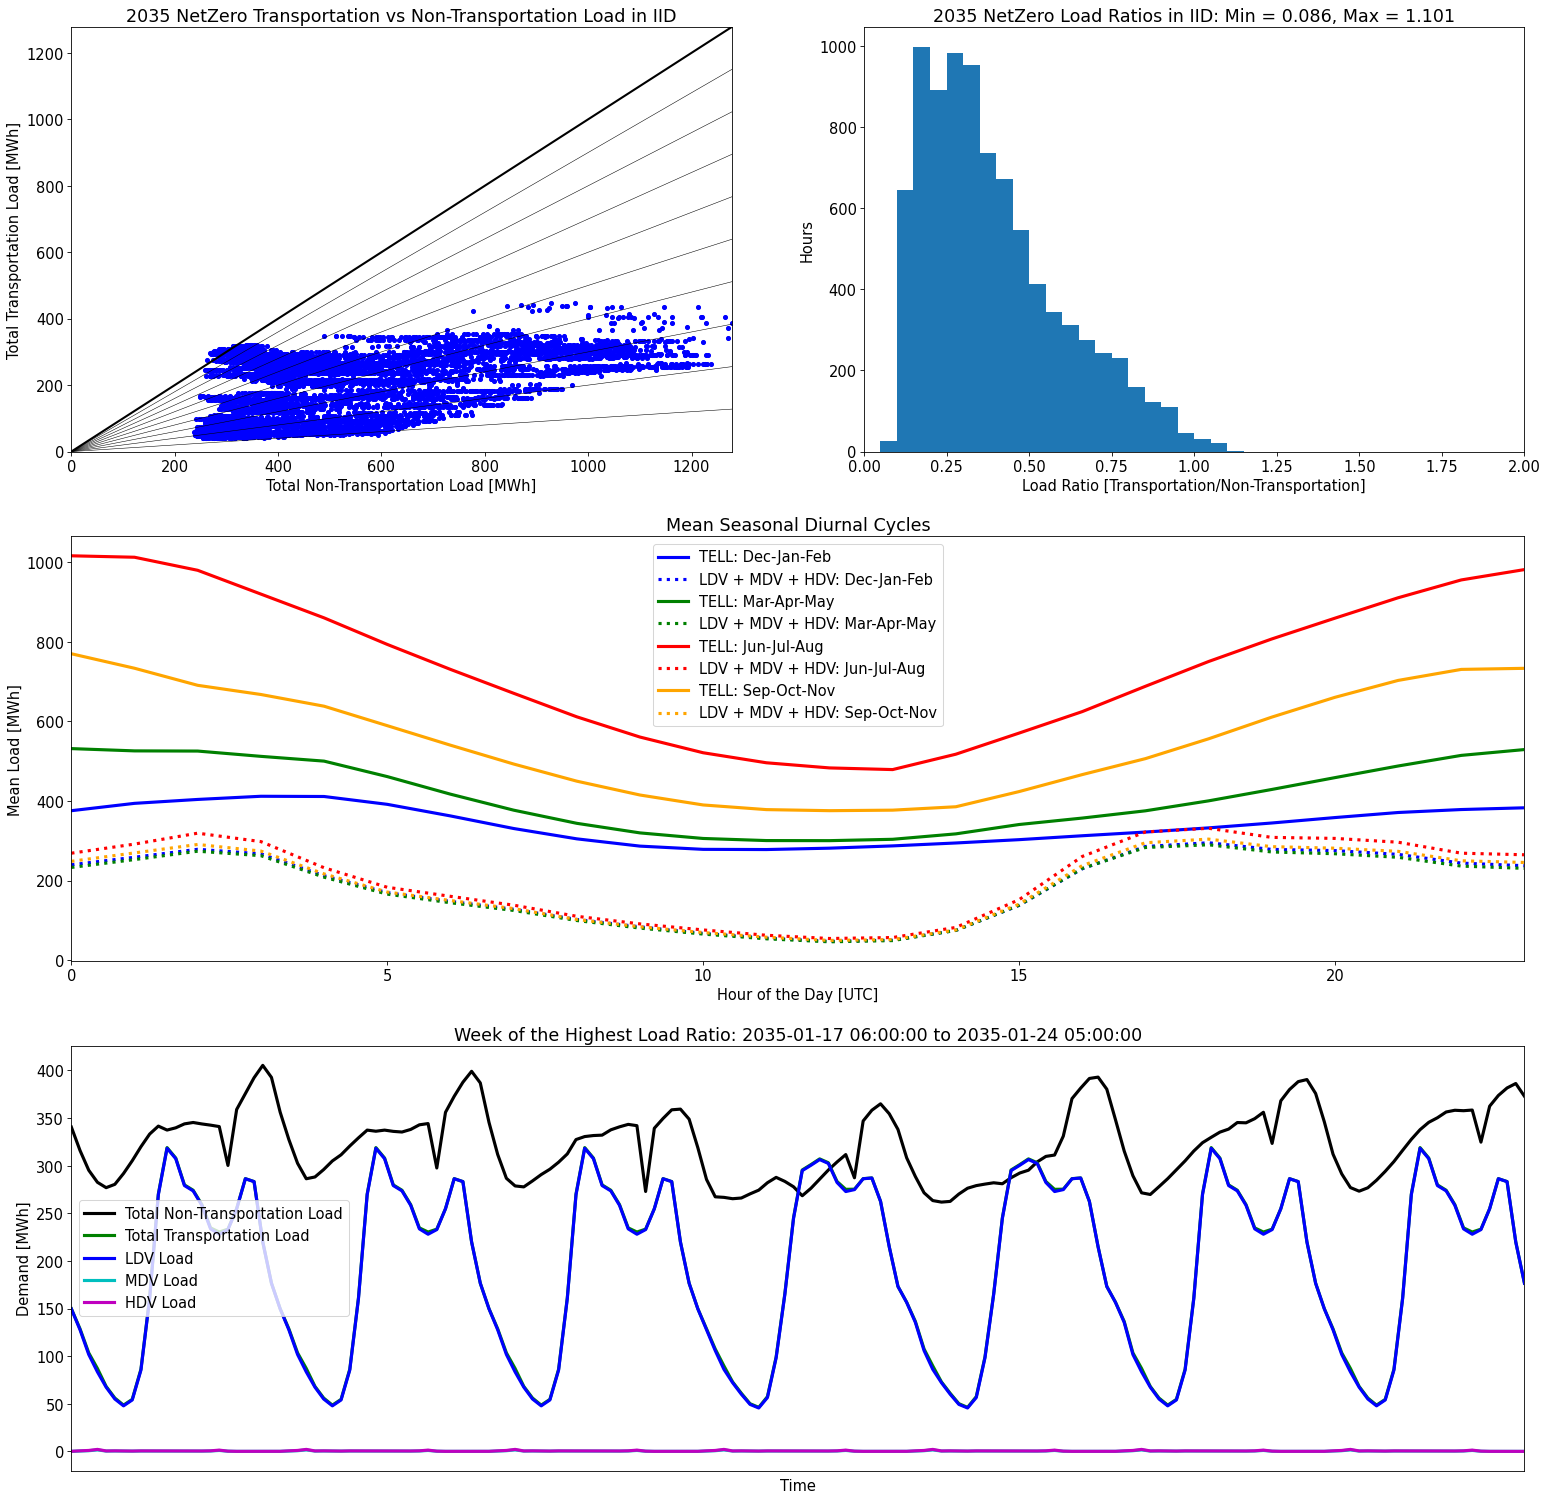 2035 NetZero Transportation vs Non-Transportation Load in IID
Total Transportation Load [MWh]
1200
1000
800
600
400
200
0
0 200 400 600 800 1000 1200
Total Non-Transportation Load [MWh]
2035 NetZero Load Ratios in IID: Min = 0.086, Max = 1.101
Hours
1000
800
600
400
200
0
0.00 0.25 0.50 0.75 1.00 1.25 1.50 1.75 2.00
Load Ratio [Transportation/Non-Transportation]
Mean Seasonal Diurnal Cycles
Mean Load [MWh]
1000
800
600
400
200
0
TELL: Dec-Jan-Feb
LDV + MDV + HDV: Dec-Jan-Feb
TELL: Mar-Apr-May
LDV + MDV + HDV: Mar-Apr-May
TELL: Jun-Jul-Aug
LDV + MDV + HDV: Jun-Jul-Aug
TELL: Sep-Oct-Nov
LDV + MDV + HDV: Sep-Oct-Nov
0 5 10 15 20
Hour of the Day [UTC]
Week of the Highest Load Ratio: 2035-01-17 06:00:00 to 2035-01-24 05:00:00
Demand [MWh]
400
350
300
250
200
150
100
50
0
Total Non-Transportation Load
Total Transportation Load
LDV Load
MDV Load
HDV Load
Time